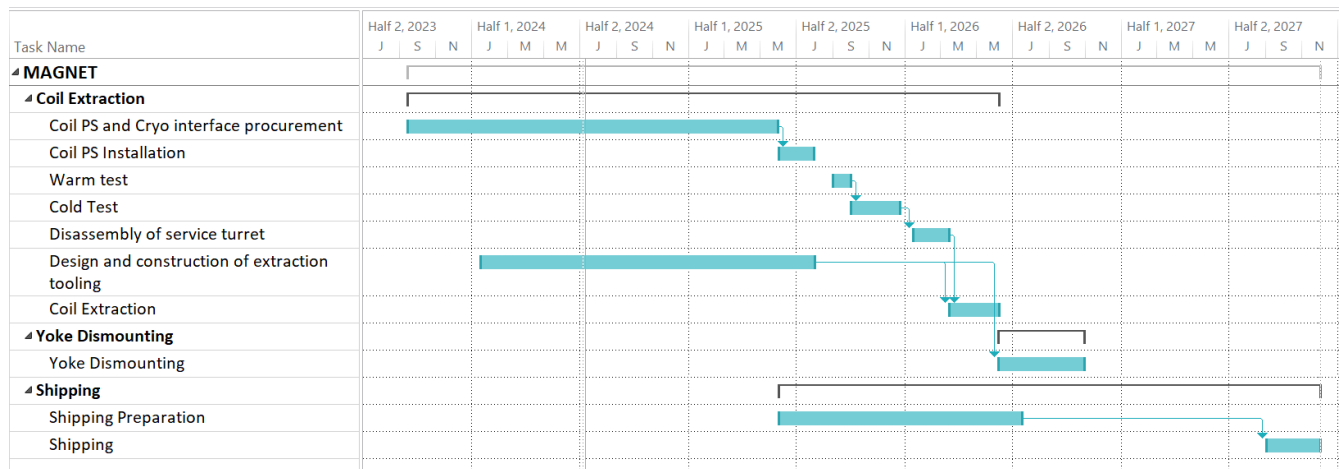 Half 2, 2023 Half 1, 2024 Half 2, 2024 Half 1, 2025 Half 2, 2025 Half 1, 2026 Half 2, 2026 Half 1, 2027 Half 2, 2027
Task Name J S N J M M J S N J M M J S N J M M J S N J M M J S N
MAGNET
Coil Extraction
Coil PS and Cryo interface procurement
Coil PS Installation
Warm test
Cold Test
Disassembly of service turret
Design and construction of extraction
tooling
Coil Extraction
Yoke Dismounting
Yoke Dismounting
Shipping
Shipping Preparation
Shipping